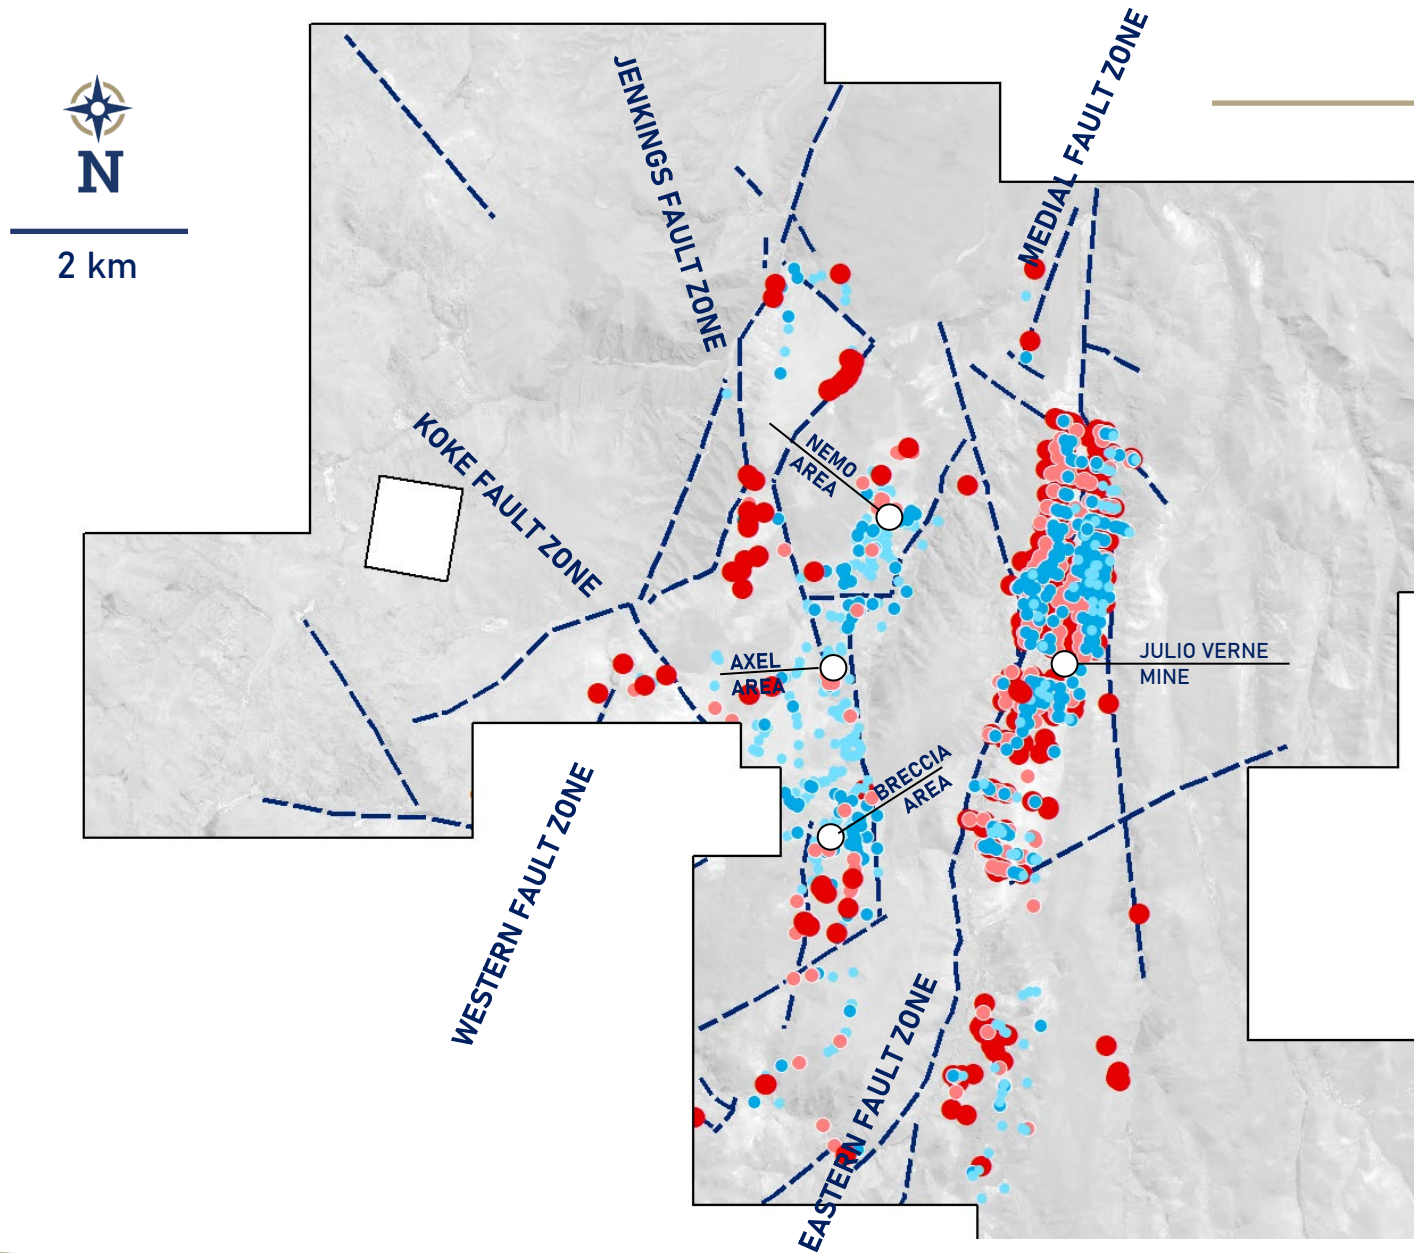 MEDIAL FAULT ZONE
JENKINGS FAULT ZONE
N
2 km
KOKE FAULT ZONE
NEMO
AREA
JULIO VERNE
MINE
AXEL
AREA
BRECCIA
AREA
WESTERN FAULT ZONE
EASTERN FAULT ZONE